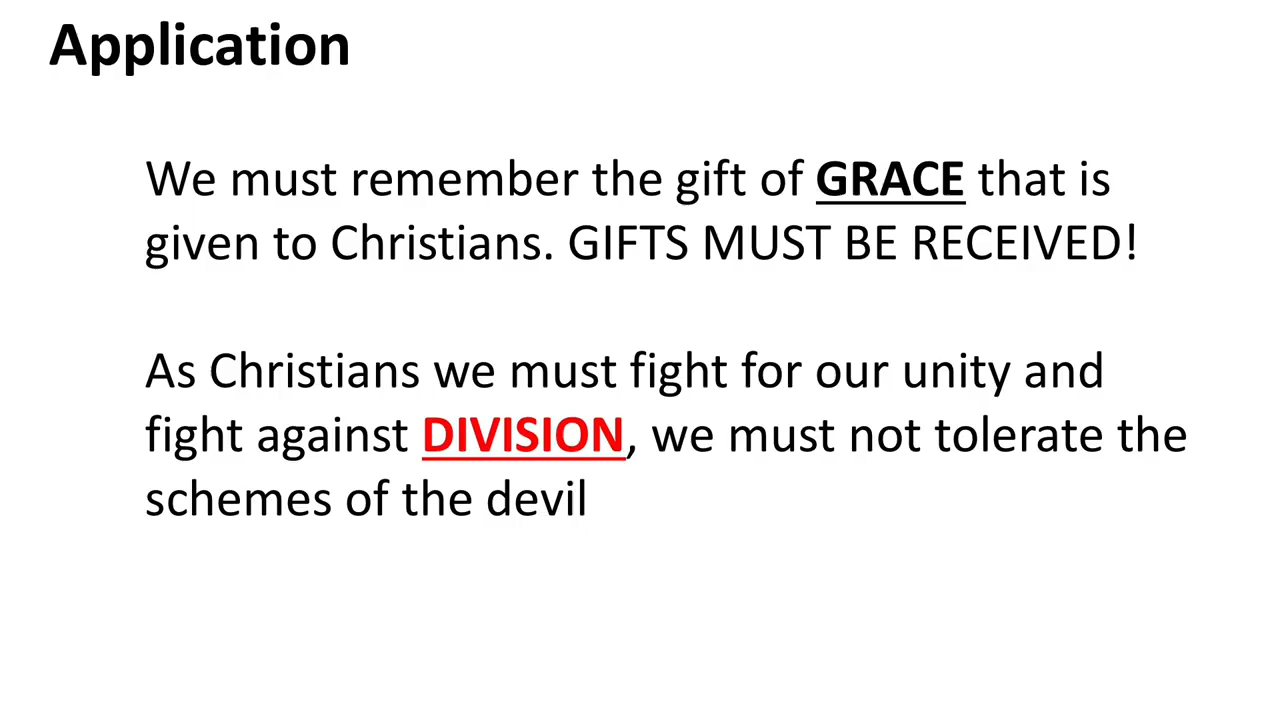 Application
We must remember the gift of GRACE that is
given to Christians. GIFTS MUST BE RECEIVED!
As Christians we must fight for our unity and
fight against DIVISION, we must not tolerate the
schemes of the devil